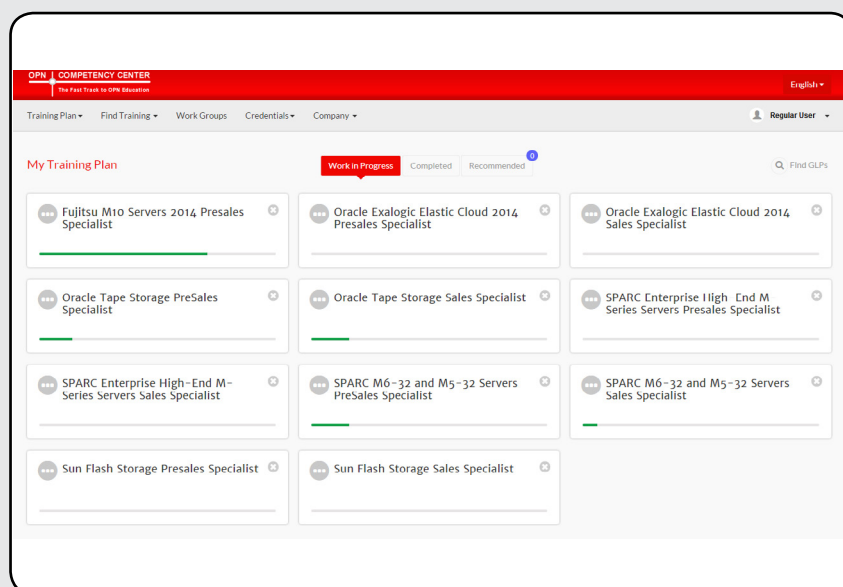 OPN COMPETENCY CENTER
The Fast Track to OPN Education
English
Training Plan Find Training Work Groups Credentials Company Regular User
My Training Plan Work in Progress Completed Recommended 0 Find GLPs
Fujitsu M10 Servers 2014 Presales
Specialist
Oracle Exalogic Elastic Cloud 2014
Presales Specialist
Oracle Exalogic Elastic Cloud 2014
Sales Specialist
Oracle Tape Storage PreSales
Specialist
Oracle Tape Storage Sales Specialist
SPARC Enterprise High End M
Series Servers Presales Specialist
SPARC Enterprise High-End M-
Series Servers Sales Specialist
SPARC M6-32 and M5-32 Servers
PreSales Specialist
SPARC M6-32 and M5-32 Servers
Sales Specialist
Sun Flash Storage Presales Specialist
Sun Flash Storage Sales Specialist